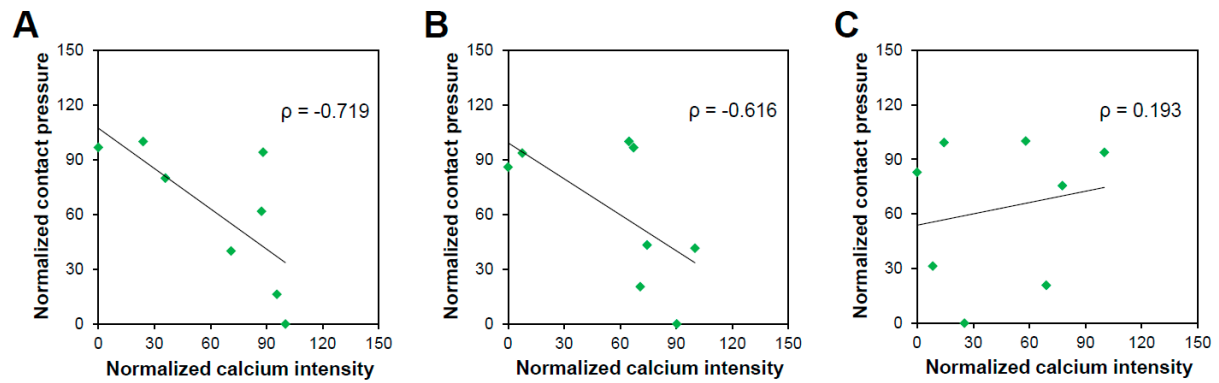 A
Normalized contact pressure
150
120
90
60
30
0
ρ = -0.719
0 30 60 90 120 150
Normalized calcium intensity
B
Normalized contact pressure
150
120
90
60
30
0
ρ = -0.616
0 30 60 90 120 150
Normalized calcium intensity
C
Normalized contact pressure
150
120
90
60
30
0
ρ = 0.193
0 30 60 90 120 150
Normalized calcium intensity